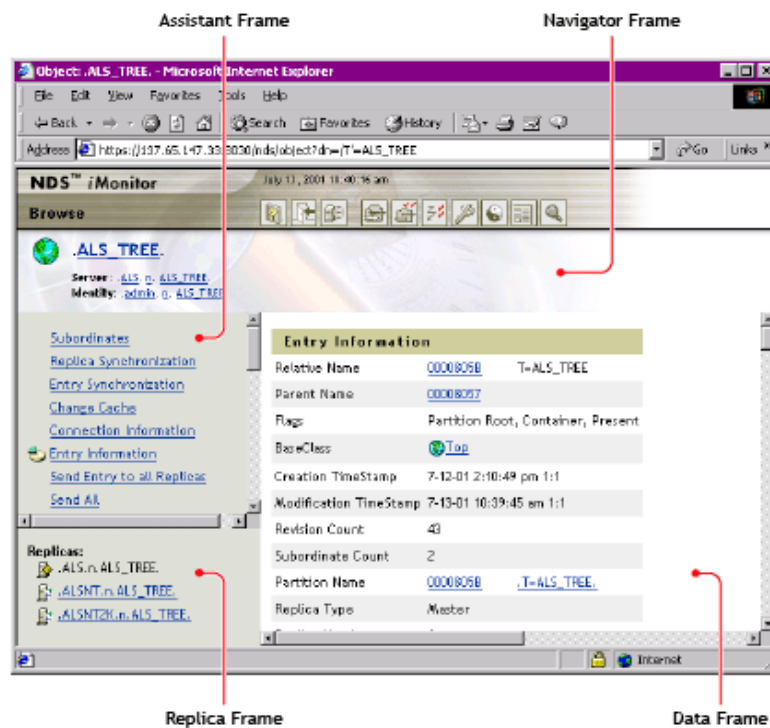 Assistant Frame
Navigator Frame
Object: .ALS_TREE. - Microsoft Internet Explorer
File Edit View Favorites Tools Help
Back Search Favorites History
Address https://137.65.147.33:8030/nds/object?dn=/T=ALS_TREE Go Links
NDS™ iMonitor
July 13, 2001 11:40:16 am
Browse
.ALS_TREE.
Server: .ALS. n. ALS_TREE.
Identity: .admin. n. ALS_TREE
Subordinates
Replica Synchronization
Entry Synchronization
Change Cache
Connection Information
Entry Information
Send Entry to all Replicas
Send All
Replicas:
.ALS.n.ALS_TREE.
.ALSNT.n.ALS_TREE.
.ALSNT2K.n.ALS_TREE.
Entry Information
Relative Name 0000805B T=ALS_TREE
Parent Name 00008057
Flags Partition Root, Container, Present
BaseClass Top
Creation TimeStamp 7-12-01 2:10:49 pm 1:1
Modification TimeStamp 7-13-01 10:39:45 am 1:1
Revision Count 43
Subordinate Count 2
Partition Name 0000805B .T=ALS_TREE.
Replica Type Master
Internet
Replica Frame
Data Frame